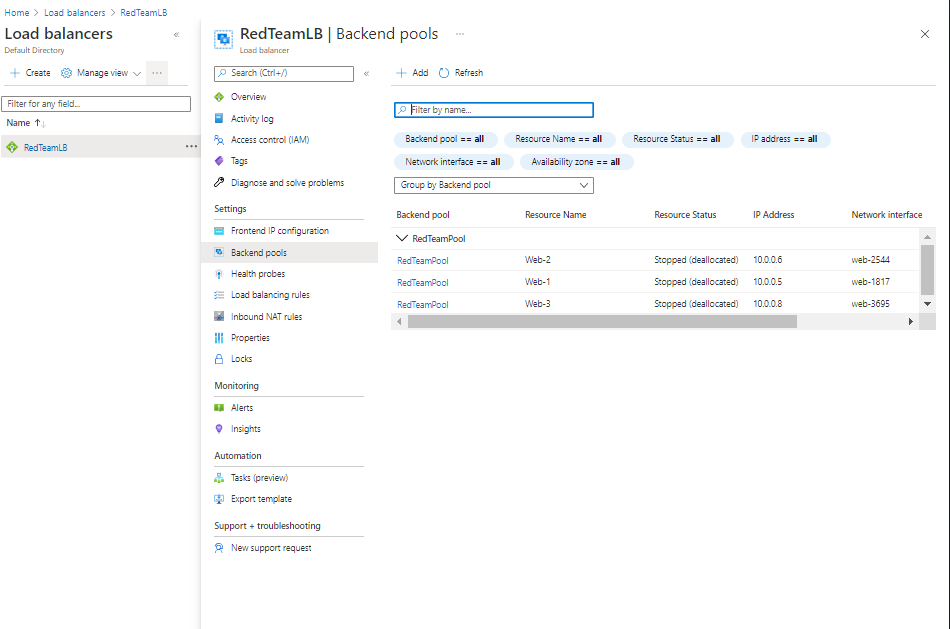 Home > Load balancers > RedTeamLB
Load balancers
Default Directory
Create Manage view
Filter for any field...
Name
RedTeamLB
RedTeamLB | Backend pools
Load balancer
Search (Ctrl+/)
Overview
Activity log
Access control (IAM)
Tags
Diagnose and solve problems
Settings
Frontend IP configuration
Backend pools
Health probes
Load balancing rules
Inbound NAT rules
Properties
Locks
Monitoring
Alerts
Insights
Automation
Tasks (preview)
Export template
Support + troubleshooting
New support request
Add Refresh
Filter by name...
Backend pool == all Resource Name == all Resource Status == all IP address == all
Network interface == all Availability zone == all
Group by Backend pool
Backend pool Resource Name Resource Status IP Address Network interface
RedTeamPool
RedTeamPool Web-2 Stopped (deallocated) 10.0.0.6 web-2544
RedTeamPool Web-1 Stopped (deallocated) 10.0.0.5 web-1817
RedTeamPool Web-3 Stopped (deallocated) 10.0.0.8 web-3695